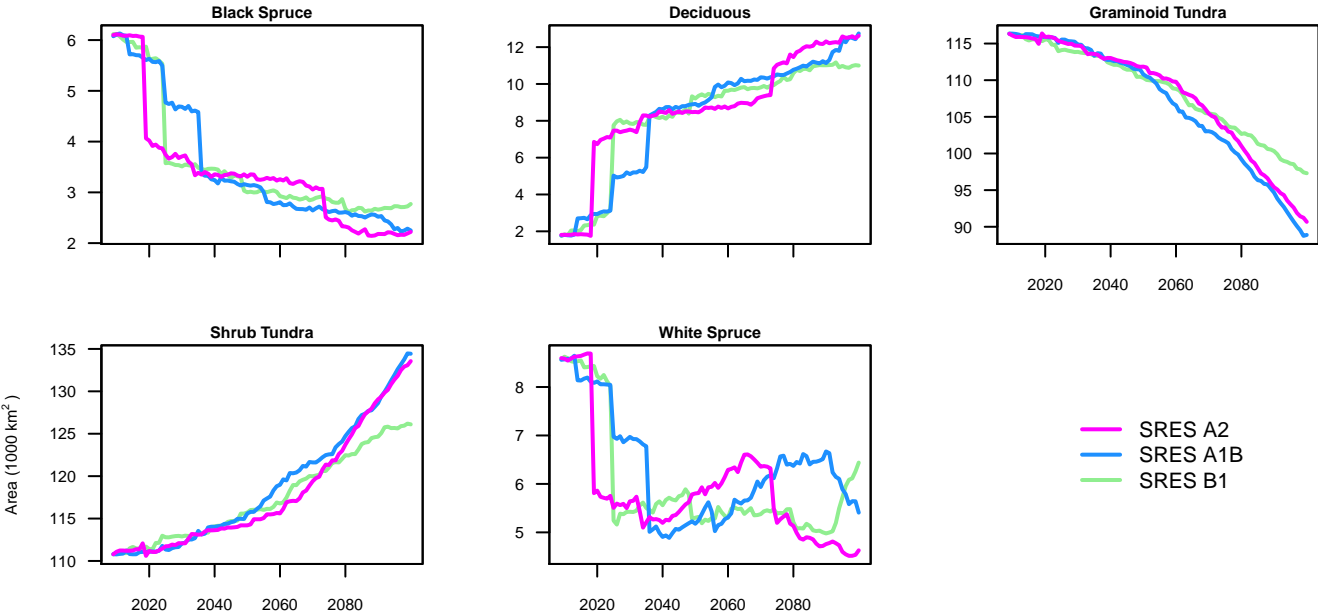 Black Spruce
6
5
4
3
2
Deciduous
12
10
8
6
4
2
Graminoid Tundra
115
110
105
100
95
90
2020 2040 2060 2080
Shrub Tundra
135
130
125
120
115
110
2020 2040 2060 2080
Area (1000 km²)
White Spruce
8
7
6
5
2020 2040 2060 2080
SRES A2
SRES A1B
SRES B1